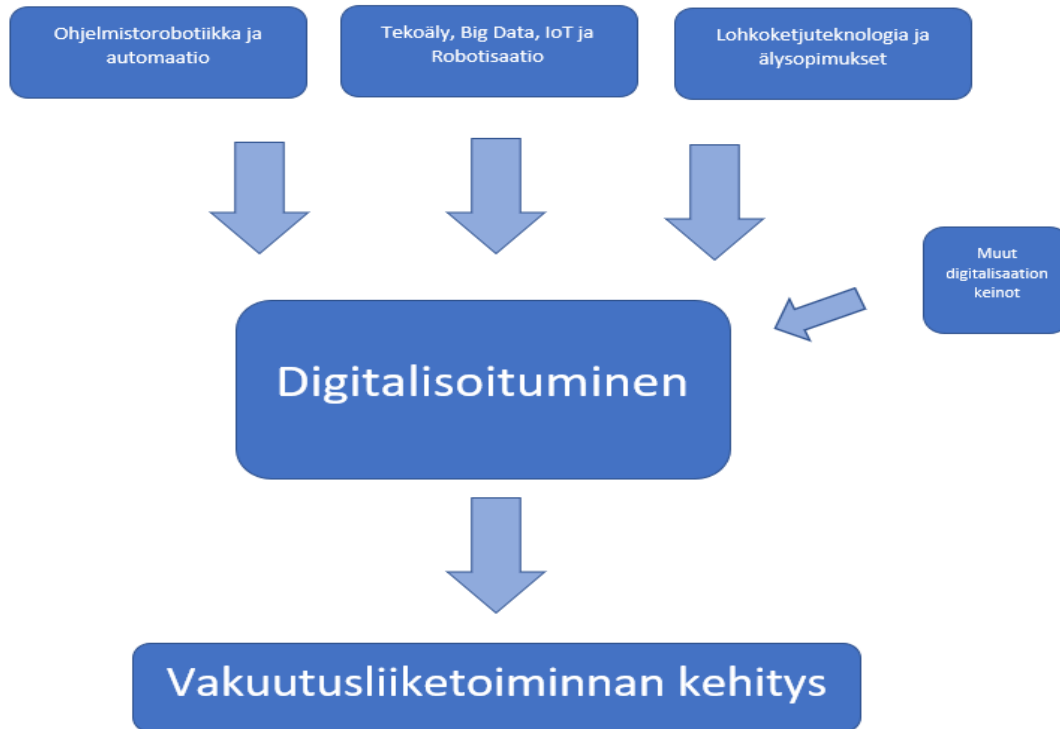 Ohjelmistorobotiikka ja
automaatio
Tekoäly, Big Data, IoT ja
Robotisaatio
Lohkoketjuteknologia ja
älysopimukset
Muut
digitalisaation
keinot
Digitalisoituminen
Vakuutusliiketoiminnan kehitys